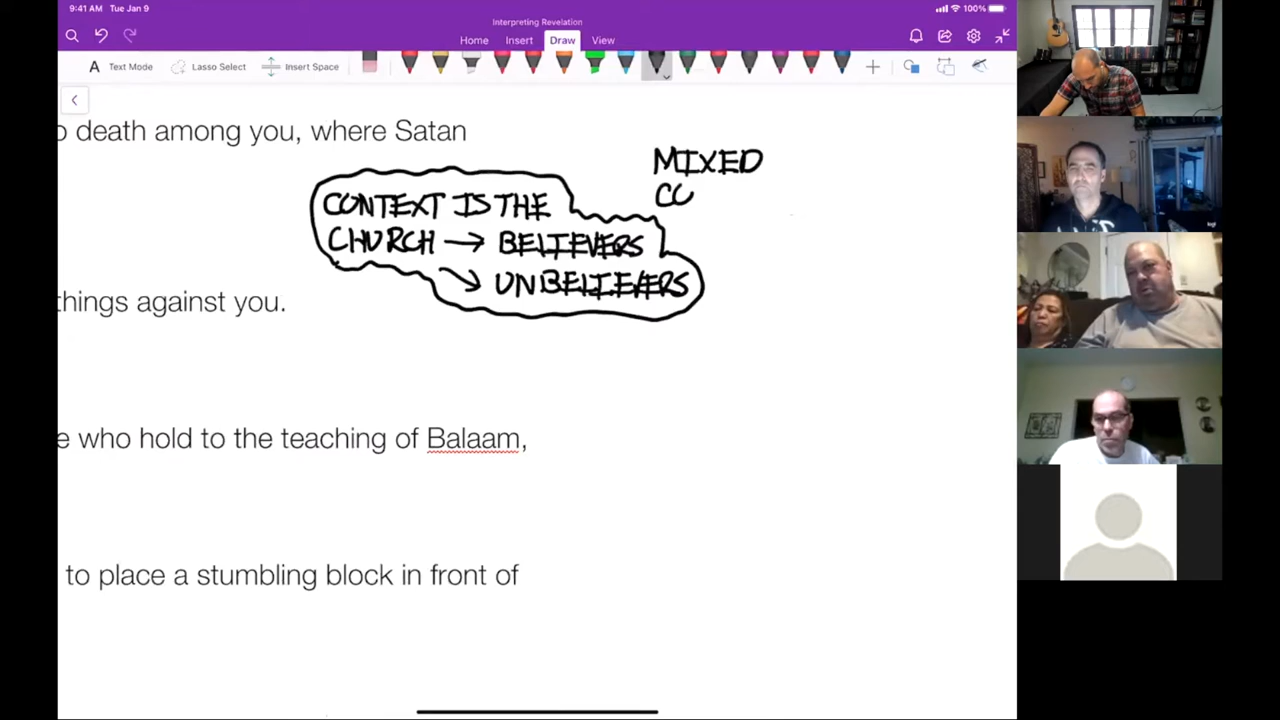 9:41 AM Tue Jan 9
100%
Interpreting Revelation
Home Insert Draw View
A Text Mode Lasso Select Insert Space
death among you, where Satan
MIXED
CO
CONTEXT IS THE
CHURCH → BELIEVERS
↘ UNBELIEVERS
things against you.
who hold to the teaching of Balaam,
to place a stumbling block in front of